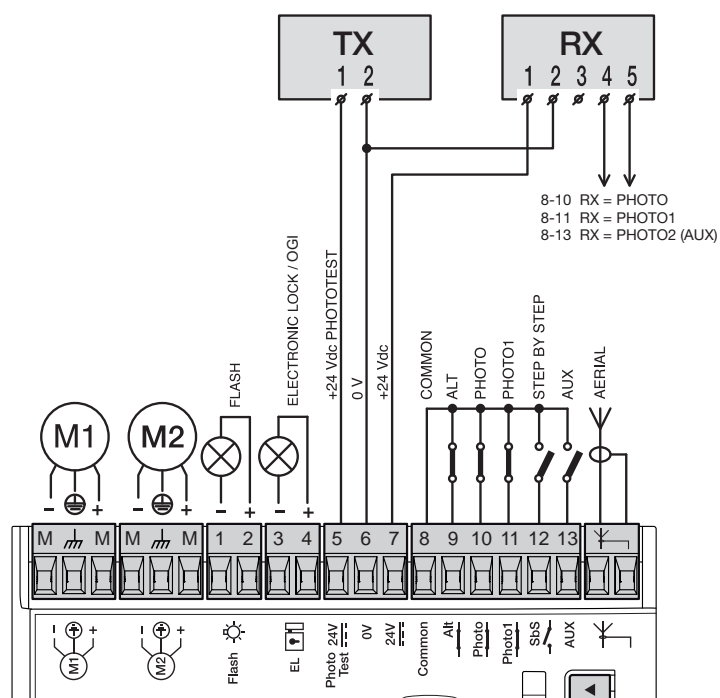 TX
1 2
RX
1 2 3 4 5
8-10 RX = PHOTO
8-11 RX = PHOTO1
8-13 RX = PHOTO2 (AUX)
FLASH
ELECTRONIC LOCK / OGI
+24 Vdc PHOTOTEST
0 V
+24 Vdc
COMMON
ALT
PHOTO
PHOTO1
STEP BY STEP
AUX
AERIAL
M1
M2
- +
- +
- +
- +
M M M M 1 2 3 4 5 6 7 8 9 10 11 12 13
- +
M1
- +
M2
Flash
EL
Photo 24V
Test
0V
24V
Common
Alt
Photo
Photo1
SbS
AUX